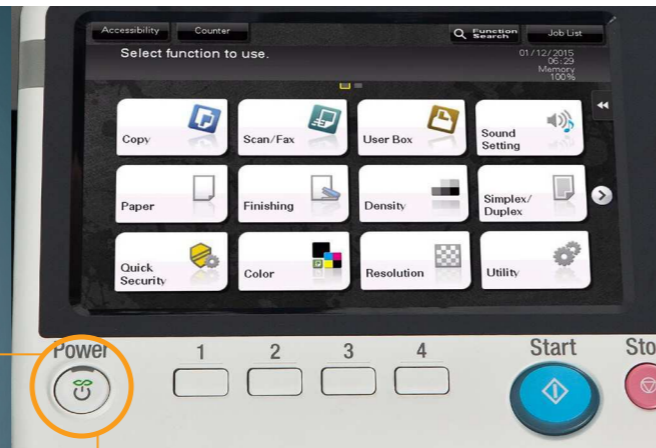 Accessibility
Counter
Function
Search
Job List
Select function to use.
01/12/2015
06:29
Memory
100%
Copy
Scan/Fax
User Box
Sound
Setting
Paper
Finishing
Density
Simplex/
Duplex
Quick
Security
Color
Resolution
Utility
Power
1
2
3
4
Start
Sto